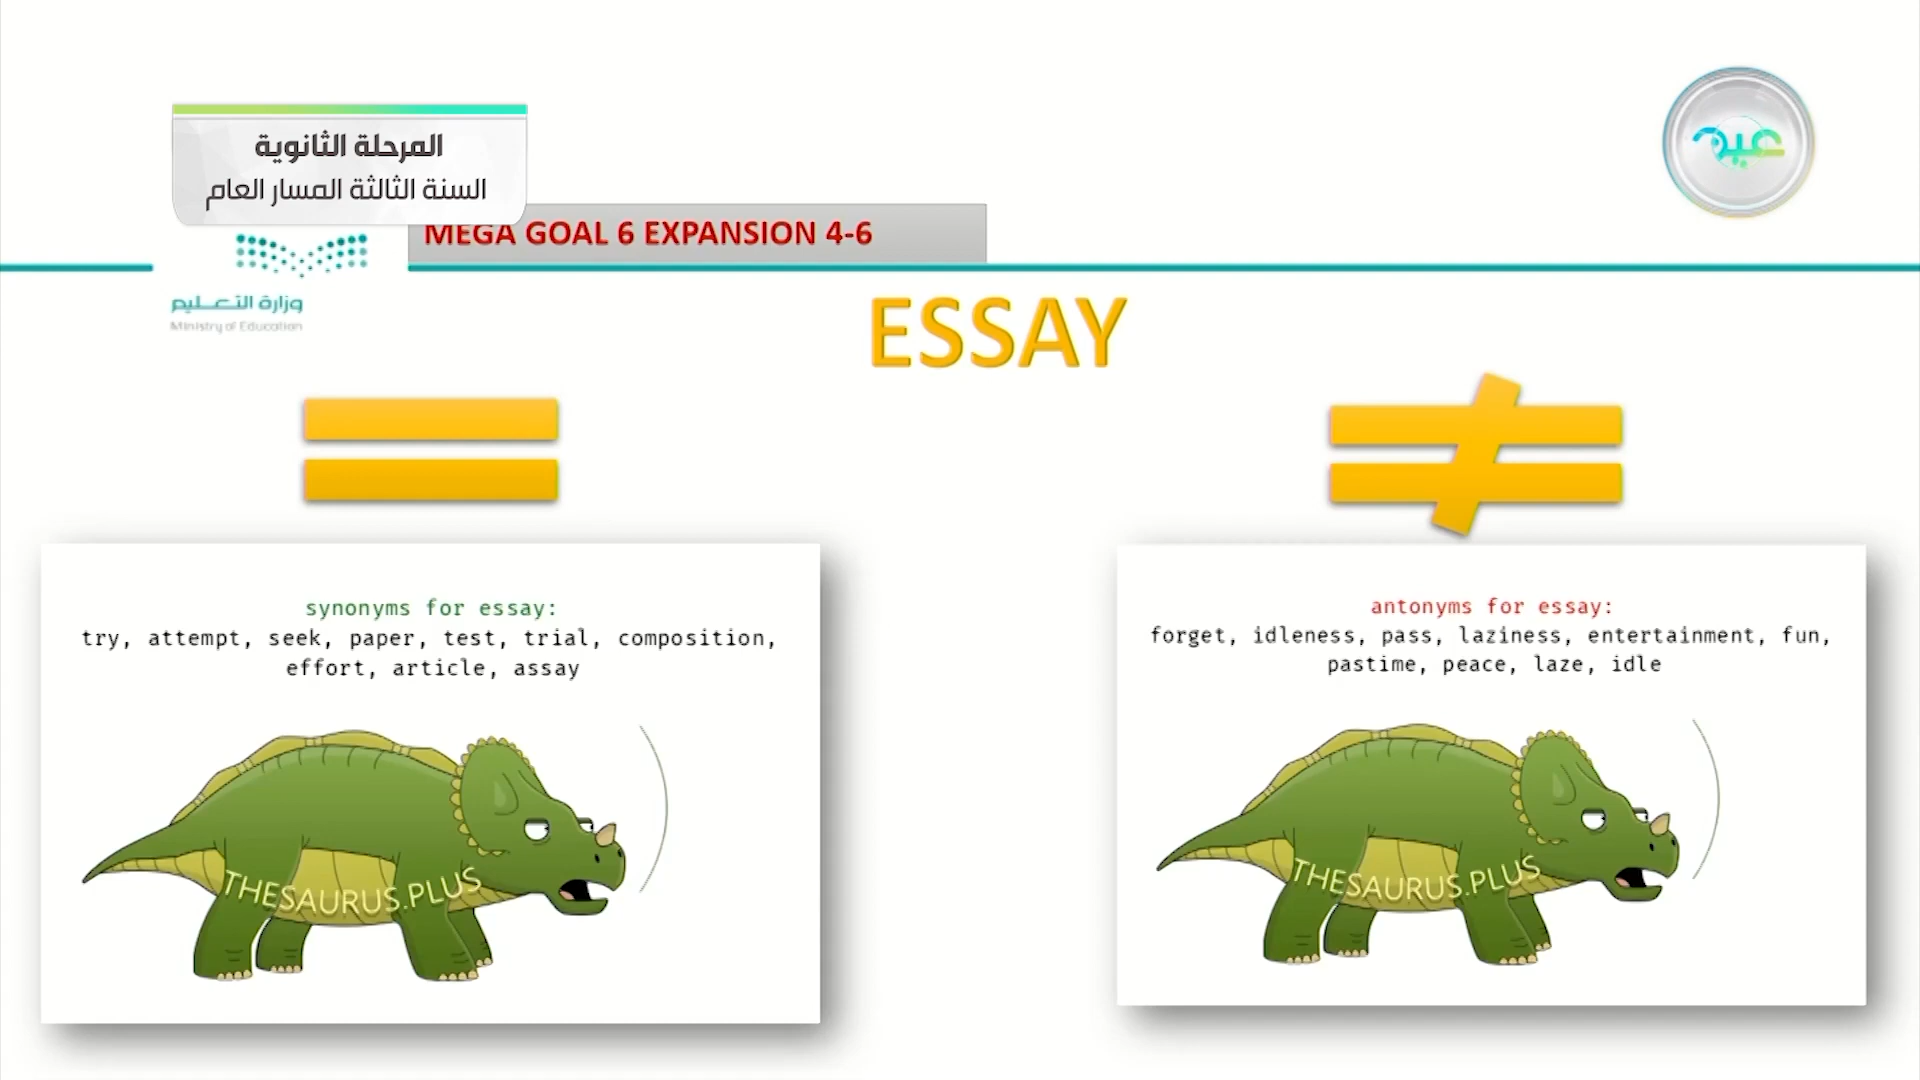 المرحلة الثانوية
السنة الثالثة المسار العام
عين
MEGA GOAL 6 EXPANSION 4-6
وزارة التعليم
Ministry of Education
ESSAY
synonyms for essay:
try, attempt, seek, paper, test, trial, composition,
effort, article, assay
THESAURUS.PLUS
antonyms for essay:
forget, idleness, pass, laziness, entertainment, fun,
pastime, peace, laze, idle
THESAURUS.PLUS